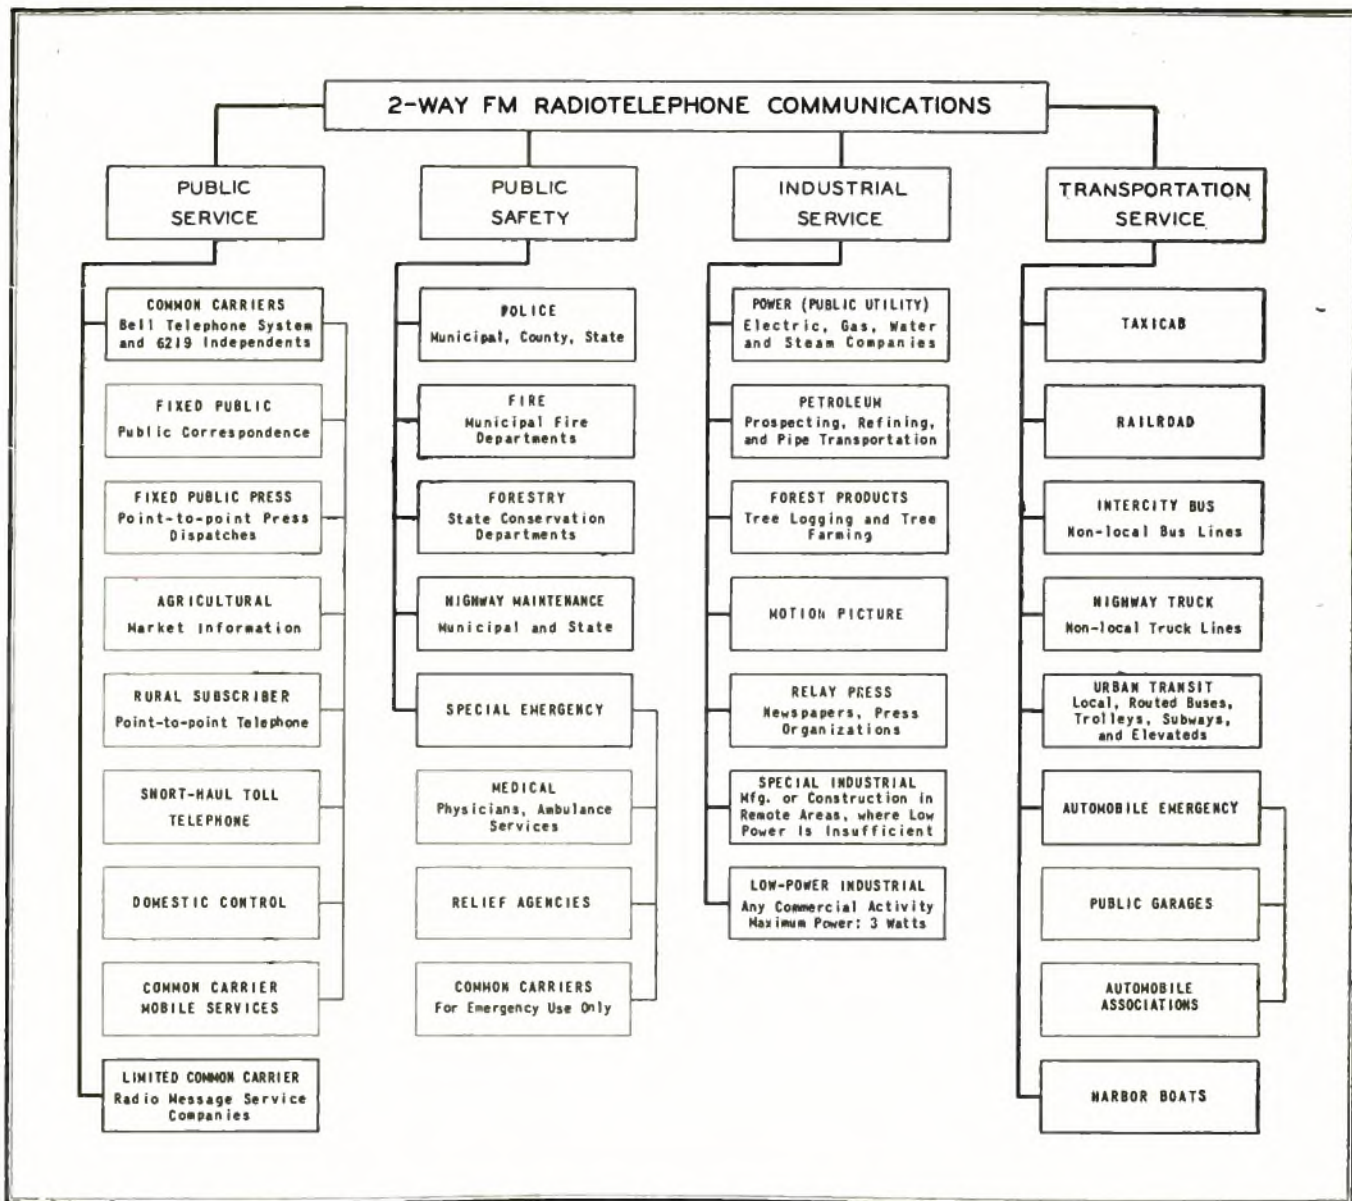 2-WAY FM RADIOTELEPHONE COMMUNICATIONS
PUBLIC
SERVICE
COMMON CARRIERS
Bell Telephone System
and 6219 Independents
FIXED PUBLIC
Public Correspondence
FIXED PUBLIC PRESS
Point-to-point Press
Dispatches
AGRICULTURAL
Market Information
RURAL SUBSCRIBER
Point-to-point Telephone
SHORT-HAUL TOLL
TELEPHONE
DOMESTIC CONTROL
COMMON CARRIER
MOBILE SERVICES
LIMITED COMMON CARRIER
Radio Message Service
Companies
PUBLIC
SAFETY
POLICE
Municipal, County, State
FIRE
Municipal Fire
Departments
FORESTRY
State Conservation
Departments
HIGHWAY MAINTENANCE
Municipal and State
SPECIAL EMERGENCY
MEDICAL
Physicians, Ambulance
Services
RELIEF AGENCIES
COMMON CARRIERS
For Emergency Use Only
INDUSTRIAL
SERVICE
POWER (PUBLIC UTILITY)
Electric, Gas, Water
and Steam Companies
PETROLEUM
Prospecting, Refining,
and Pipe Transportation
FOREST PRODUCTS
Tree Logging and Tree
Farming
MOTION PICTURE
RELAY PRESS
Newspapers, Press
Organizations
SPECIAL INDUSTRIAL
Mfg. or Construction in
Remote Areas, where Low
Power Is Insufficient
LOW-POWER INDUSTRIAL
Any Commercial Activity
Maximum Power: 3 Watts
TRANSPORTATION
SERVICE
TAXICAB
RAILROAD
INTERCITY BUS
Non-local Bus Lines
HIGHWAY TRUCK
Non-local Truck Lines
URBAN TRANSIT
Local, Routed Buses,
Trolleys, Subways,
and Elevateds
AUTOMOBILE EMERGENCY
PUBLIC GARAGES
AUTOMOBILE
ASSOCIATIONS
HARBOR BOATS